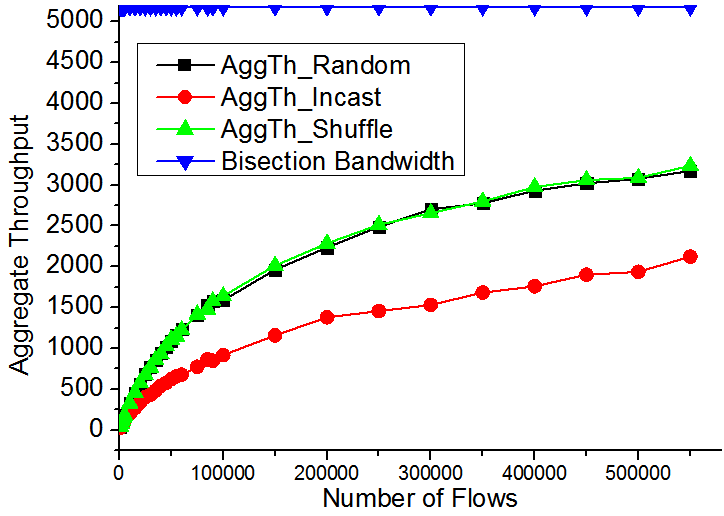 5000
4500
4000
3500
3000
2500
2000
1500
1000
500
0
Aggregate Throughput
AggTh_Random
AggTh_Incast
AggTh_Shuffle
Bisection Bandwidth
0 100000 200000 300000 400000 500000
Number of Flows